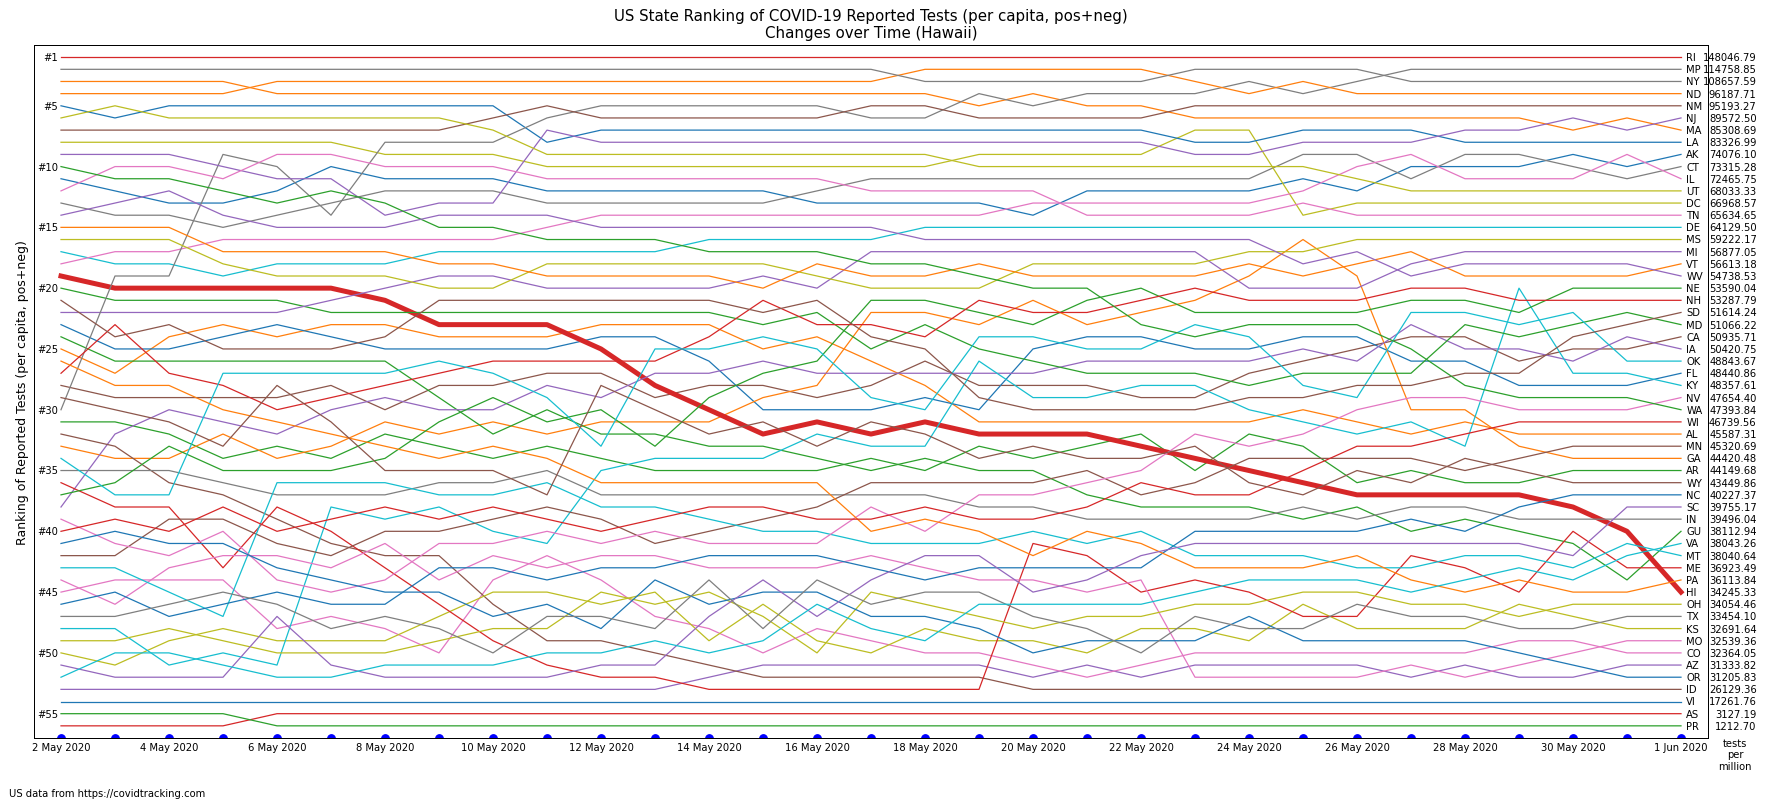 US State Ranking of COVID-19 Reported Tests (per capita, pos+neg)
Changes over Time (Hawaii)
Ranking of Reported Tests (per capita, pos+neg)
#1
#5
#10
#15
#20
#25
#30
#35
#40
#45
#50
#55
RI 148046.79
MP 114758.85
NY 108657.59
ND 96187.71
NM 95193.27
NJ 89572.50
MA 85308.69
LA 83326.99
AK 74076.10
CT 73315.28
IL 72465.75
UT 68033.33
DC 66968.57
TN 65634.65
DE 64129.50
MS 59222.17
MI 56877.05
VT 56613.18
WV 54738.53
NE 53590.04
NH 53287.79
SD 51614.24
MD 51066.22
CA 50935.71
IA 50420.75
OK 48843.67
FL 48440.86
KY 48357.61
NV 47654.40
WA 47393.84
WI 46739.56
AL 45587.31
MN 45320.69
GA 44420.48
AR 44149.68
WY 43449.86
NC 40227.37
SC 39755.17
IN 39496.04
GU 38112.94
VA 38043.26
MT 38040.64
ME 36923.49
PA 36113.84
HI 34245.33
OH 34054.46
TX 33454.10
KS 32691.64
MO 32539.36
CO 32364.05
AZ 31333.82
OR 31205.83
ID 26129.36
VI 17261.76
AS 3127.19
PR 1212.70
2 May 2020 4 May 2020 6 May 2020 8 May 2020 10 May 2020 12 May 2020 14 May 2020 16 May 2020 18 May 2020 20 May 2020 22 May 2020 24 May 2020 26 May 2020 28 May 2020 30 May 2020 1 Jun 2020
tests
per
million
US data from https://covidtracking.com